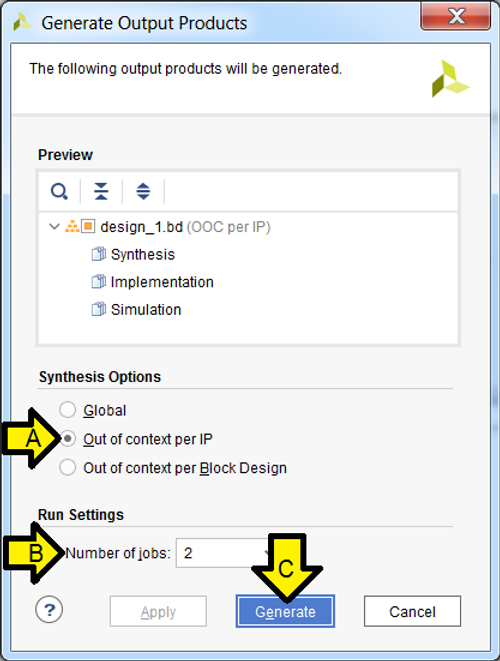 Generate Output Products
The following output products will be generated.
Preview
design_1.bd (OOC per IP)
Synthesis
Implementation
Simulation
Synthesis Options
Global
A
Out of context per IP
Out of context per Block Design
Run Settings
B
Number of jobs: 2
C
? Apply Generate Cancel